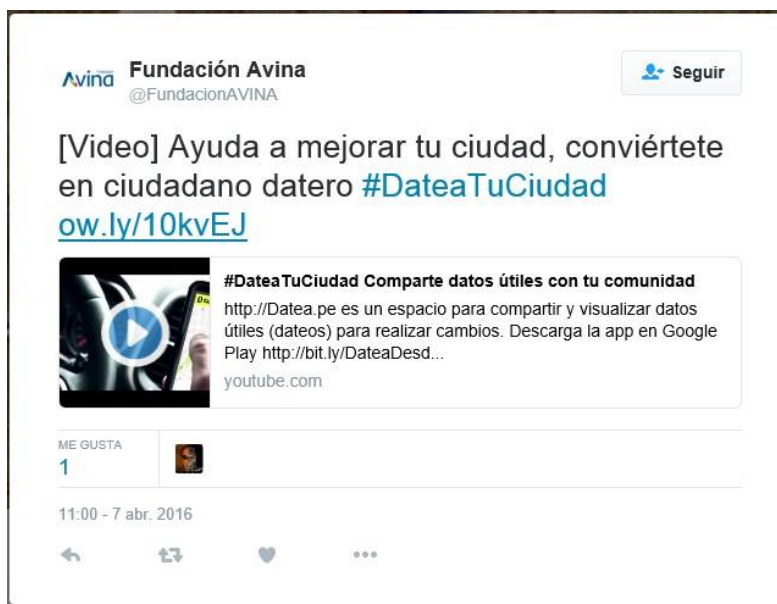 Avina
Fundación Avina
@FundacionAVINA
Seguir
[Video] Ayuda a mejorar tu ciudad, conviértete
en ciudadano datero #DateaTuCiudad
ow.ly/10kvEJ
#DateaTuCiudad Comparte datos útiles con tu comunidad
http://Datea.pe es un espacio para compartir y visualizar datos
útiles (dateos) para realizar cambios. Descarga la app en Google
Play http://bit.ly/DateaDesd...
youtube.com
ME GUSTA
1
11:00 - 7 abr. 2016